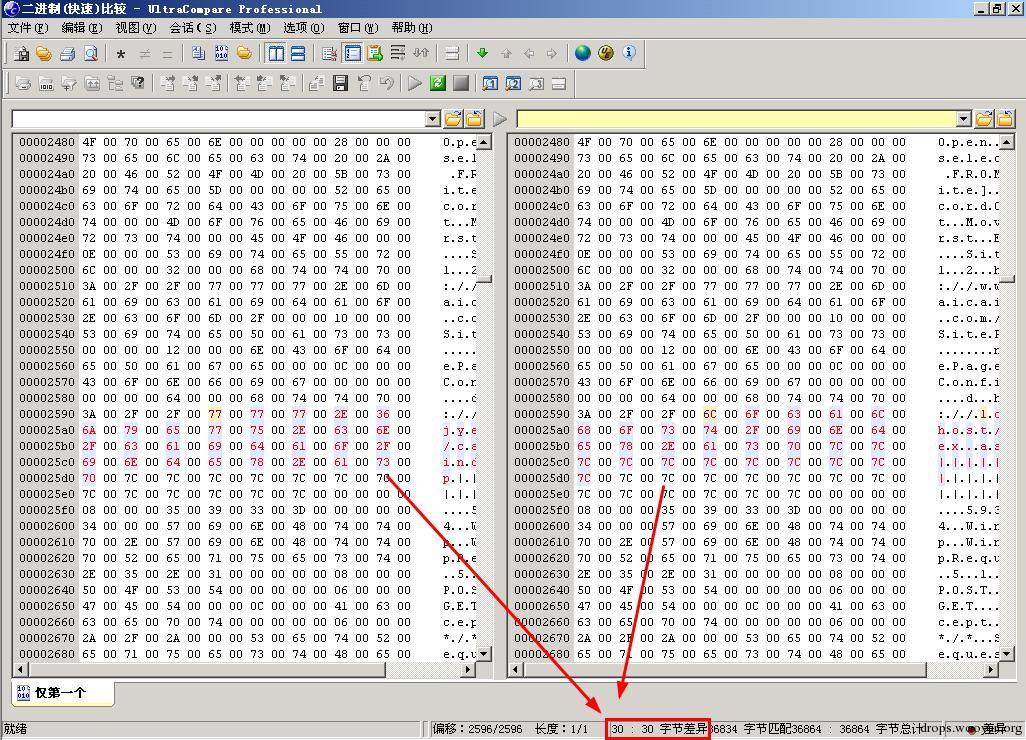 二进制(快速)比较 - UltraCompare Professional
文件(F) 编辑(E) 视图(V) 会话(S) 模式(M) 选项(O) 窗口(W) 帮助(H)
00002480 4F 00 70 00 65 00 6E 00 00 00 00 00 28 00 00 00 O.pe
00002490 73 00 65 00 6C 00 65 00 63 00 74 00 20 00 2A 00 s.el
000024a0 20 00 46 00 52 00 4F 00 4D 00 20 00 5B 00 73 00 .FR
000024b0 69 00 74 00 65 00 5D 00 00 00 00 00 52 00 65 00 i.te
000024c0 63 00 6F 00 72 00 64 00 43 00 6F 00 75 00 6E 00 c.or
000024d0 74 00 00 00 4D 00 6F 00 76 00 65 00 46 00 69 00 t..M
000024e0 72 00 73 00 74 00 00 00 45 00 4F 00 46 00 00 00 r.st
000024f0 0E 00 00 00 53 00 69 00 74 00 65 00 55 00 72 00 ....S
00002500 6C 00 00 00 32 00 00 00 68 00 74 00 74 00 70 00 l...2
00002510 3A 00 2F 00 2F 00 77 00 77 00 77 00 2E 00 6D 00 :.//
00002520 61 00 69 00 63 00 61 00 69 00 64 00 61 00 6F 00 a.ic
00002530 2E 00 63 00 6F 00 6D 00 2F 00 00 00 10 00 00 00 ..co
00002540 53 00 69 00 74 00 65 00 50 00 61 00 73 00 73 00 S.it
00002550 00 00 00 00 12 00 00 00 6E 00 43 00 6F 00 64 00 .....
00002560 65 00 50 00 61 00 67 00 65 00 00 00 0C 00 00 00 e.Pa
00002570 43 00 6F 00 6E 00 66 00 69 00 67 00 00 00 00 00 C.on
00002580 00 00 00 00 64 00 00 00 68 00 74 00 74 00 70 00 ....d
00002590 3A 00 2F 00 2F 00 77 00 77 00 77 00 2E 00 36 00 :.//
000025a0 6A 00 79 00 65 00 77 00 75 00 2E 00 63 00 6E 00 j.ye
000025b0 2F 00 63 00 61 00 69 00 64 00 61 00 6F 00 2F 00 /.ca
000025c0 69 00 6E 00 64 00 65 00 78 00 2E 00 61 00 73 00 i.nd
000025d0 70 00 7C 00 7C 00 7C 00 7C 00 7C 00 7C 00 7C 00 p.||
000025e0 7C 00 7C 00 7C 00 7C 00 7C 00 7C 00 00 00 00 00 |.||
000025f0 08 00 00 00 35 00 39 00 33 00 3D 00 00 00 00 00 ....5
00002600 34 00 00 00 57 00 69 00 6E 00 48 00 74 00 74 00 4...W
00002610 70 00 2E 00 57 00 69 00 6E 00 48 00 74 00 74 00 p..W
00002620 70 00 52 00 65 00 71 00 75 00 65 00 73 00 74 00 p.Re
00002630 2E 00 35 00 2E 00 31 00 00 00 00 00 08 00 00 00 ..5.
00002640 50 00 4F 00 53 00 54 00 00 00 00 00 06 00 00 00 P.OS
00002650 47 00 45 00 54 00 00 00 0C 00 00 00 41 00 63 00 G.ET
00002660 63 00 65 00 70 00 74 00 00 00 00 00 06 00 00 00 c.ep
00002670 2A 00 2F 00 2A 00 00 00 53 00 65 00 74 00 52 00 *./*
00002680 65 00 71 00 75 00 65 00 73 00 74 00 48 00 65 00 e.qu
00002480 4F 00 70 00 65 00 6E 00 00 00 00 00 28 00 00 00 O.pen
00002490 73 00 65 00 6C 00 65 00 63 00 74 00 20 00 2A 00 s.elec
000024a0 20 00 46 00 52 00 4F 00 4D 00 20 00 5B 00 73 00 .FROM
000024b0 69 00 74 00 65 00 5D 00 00 00 00 00 52 00 65 00 i.te]
000024c0 63 00 6F 00 72 00 64 00 43 00 6F 00 75 00 6E 00 c.ordC
000024d0 74 00 00 00 4D 00 6F 00 76 00 65 00 46 00 69 00 t..Mov
000024e0 72 00 73 00 74 00 00 00 45 00 4F 00 46 00 00 00 r.st..E
000024f0 0E 00 00 00 53 00 69 00 74 00 65 00 55 00 72 00 ....Sit
00002500 6C 00 00 00 32 00 00 00 68 00 74 00 74 00 70 00 l...2..h
00002510 3A 00 2F 00 2F 00 77 00 77 00 77 00 2E 00 6D 00 :.//ww
00002520 61 00 69 00 63 00 61 00 69 00 64 00 61 00 6F 00 a.icai
00002530 2E 00 63 00 6F 00 6D 00 2F 00 00 00 10 00 00 00 ..com/
00002540 53 00 69 00 74 00 65 00 50 00 61 00 73 00 73 00 S.iteP
00002550 00 00 00 00 12 00 00 00 6E 00 43 00 6F 00 64 00 ........n
00002560 65 00 50 00 61 00 67 00 65 00 00 00 0C 00 00 00 e.Page
00002570 43 00 6F 00 6E 00 66 00 69 00 67 00 00 00 00 00 C.onfi
00002580 00 00 00 00 64 00 00 00 68 00 74 00 74 00 70 00 ....d..h
00002590 3A 00 2F 00 2F 00 6C 00 6F 00 63 00 61 00 6C 00 :.//lo
000025a0 68 00 6F 00 73 00 74 00 2F 00 69 00 6E 00 64 00 h.ost/
000025b0 65 00 78 00 2E 00 61 00 73 00 70 00 7C 00 7C 00 e.x.as
000025c0 7C 00 7C 00 7C 00 7C 00 7C 00 7C 00 7C 00 7C 00 |.||||
000025d0 7C 00 7C 00 7C 00 7C 00 7C 00 7C 00 7C 00 7C 00 |.||||
000025e0 7C 00 7C 00 7C 00 7C 00 7C 00 7C 00 00 00 00 00 |.||||
000025f0 08 00 00 00 35 00 39 00 33 00 3D 00 00 00 00 00 ....593
00002600 34 00 00 00 57 00 69 00 6E 00 48 00 74 00 74 00 4...Win
00002610 70 00 2E 00 57 00 69 00 6E 00 48 00 74 00 74 00 p..Win
00002620 70 00 52 00 65 00 71 00 75 00 65 00 73 00 74 00 p.Requ
00002630 2E 00 35 00 2E 00 31 00 00 00 00 00 08 00 00 00 ..5.1
00002640 50 00 4F 00 53 00 54 00 00 00 00 00 06 00 00 00 P.OST
00002650 47 00 45 00 54 00 00 00 0C 00 00 00 41 00 63 00 G.ET
00002660 63 00 65 00 70 00 74 00 00 00 00 00 06 00 00 00 c.ept
00002670 2A 00 2F 00 2A 00 00 00 53 00 65 00 74 00 52 00 *./*...S
00002680 65 00 71 00 75 00 65 00 73 00 74 00 48 00 65 00 e.ques
仅第一个
就绪 偏移: 2596/2596 长度: 1/1 30 : 30 字节差异 36834 字节匹配 36864 : 36864 字节总计 差异
drops.wooyun.org